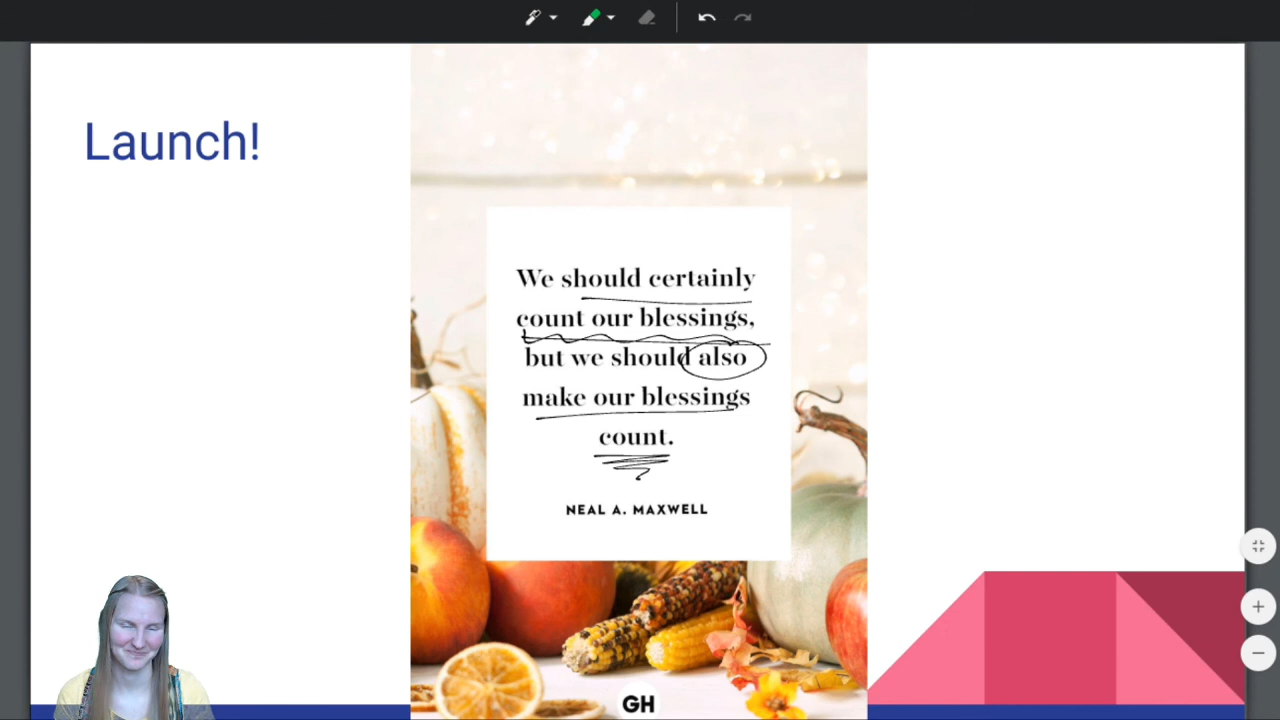 Launch!
We should certainly
count our blessings,
but we should also
make our blessings
count.
NEAL A. MAXWELL
GH